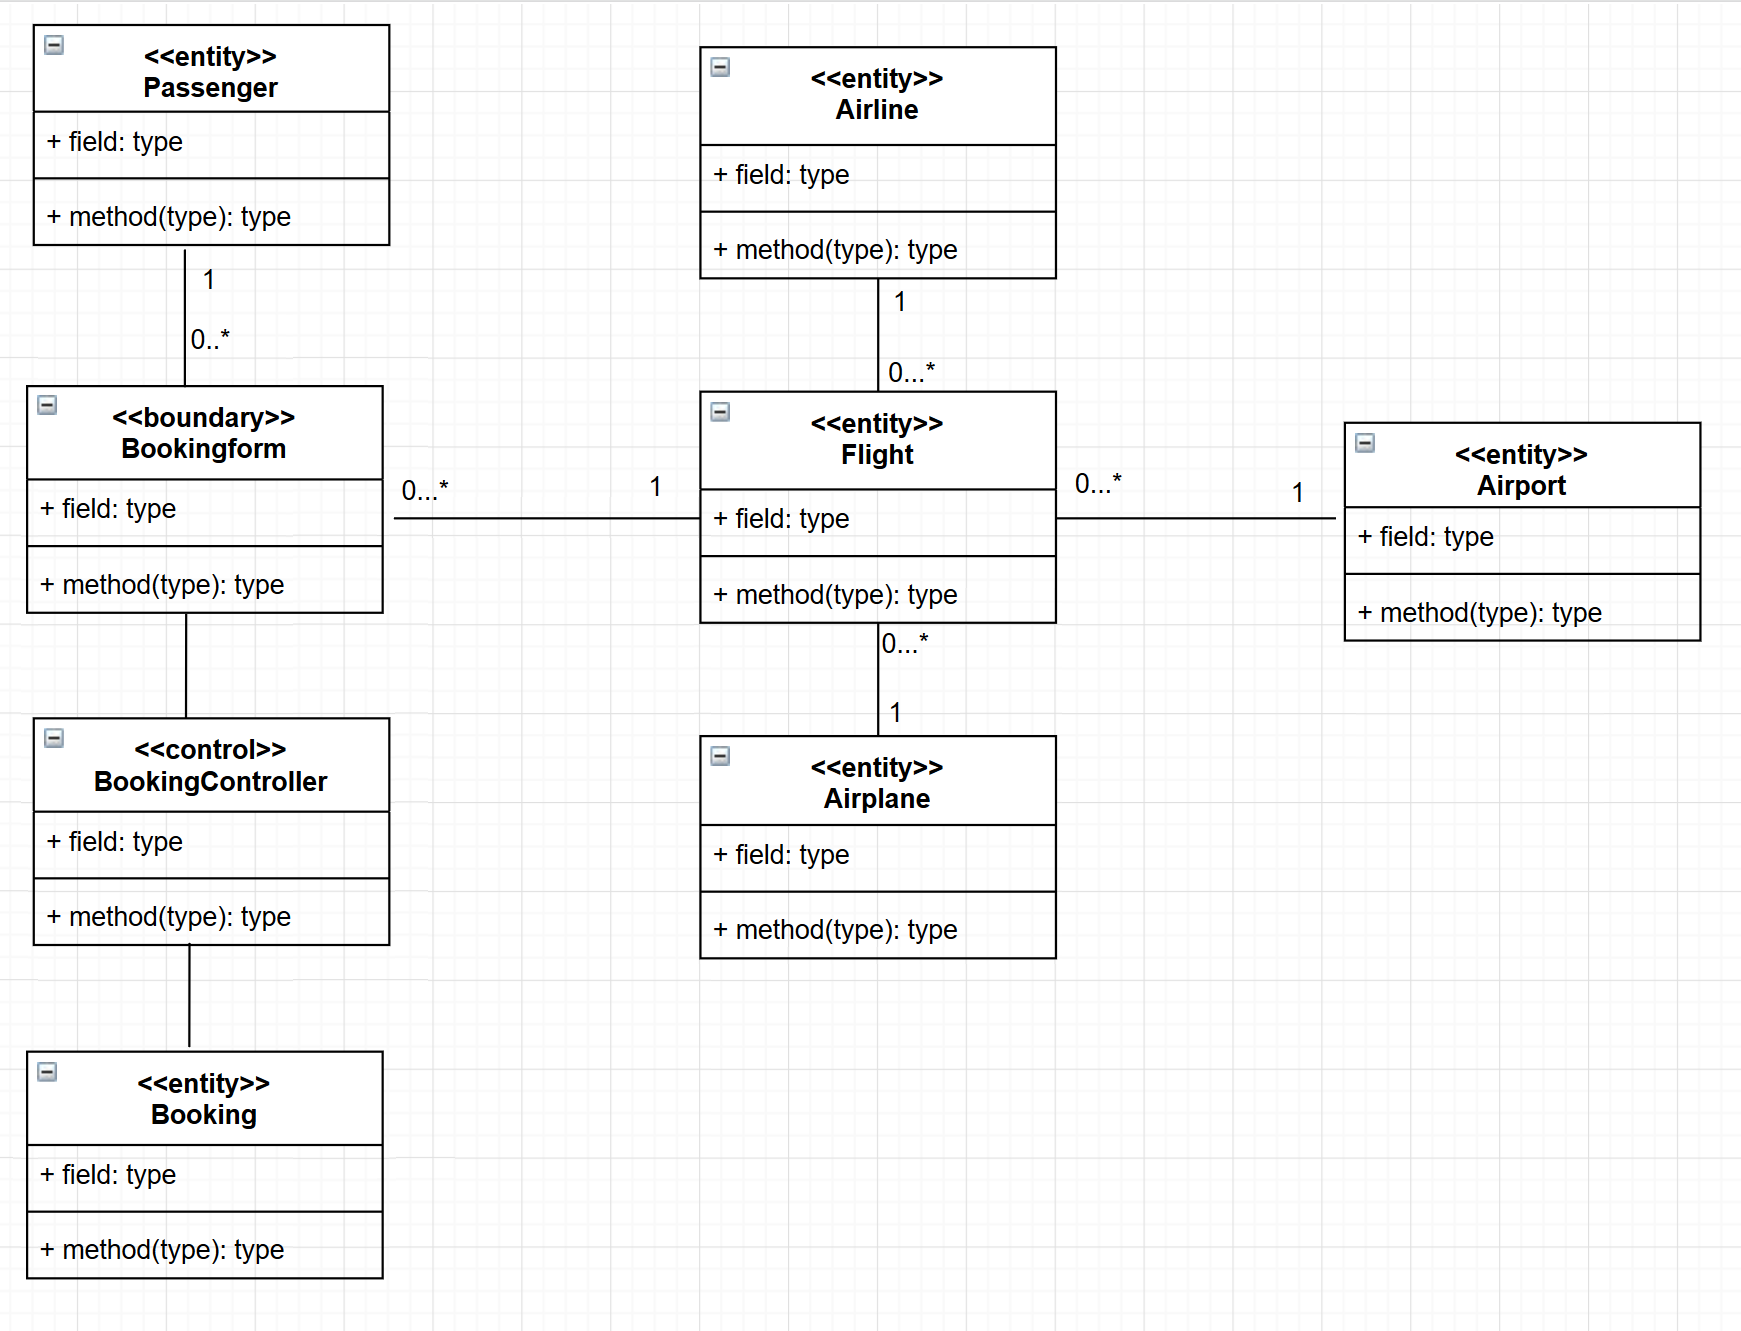 <<entity>>
Passenger
+ field: type
+ method(type): type
1
0..*
<<boundary>>
Bookingform
+ field: type
+ method(type): type
<<control>>
BookingController
+ field: type
+ method(type): type
<<entity>>
Booking
+ field: type
+ method(type): type
0...*
1
<<entity>>
Airline
+ field: type
+ method(type): type
1
0...*
<<entity>>
Flight
+ field: type
+ method(type): type
0...*
1
<<entity>>
Airplane
+ field: type
+ method(type): type
0...*
1
<<entity>>
Airport
+ field: type
+ method(type): type